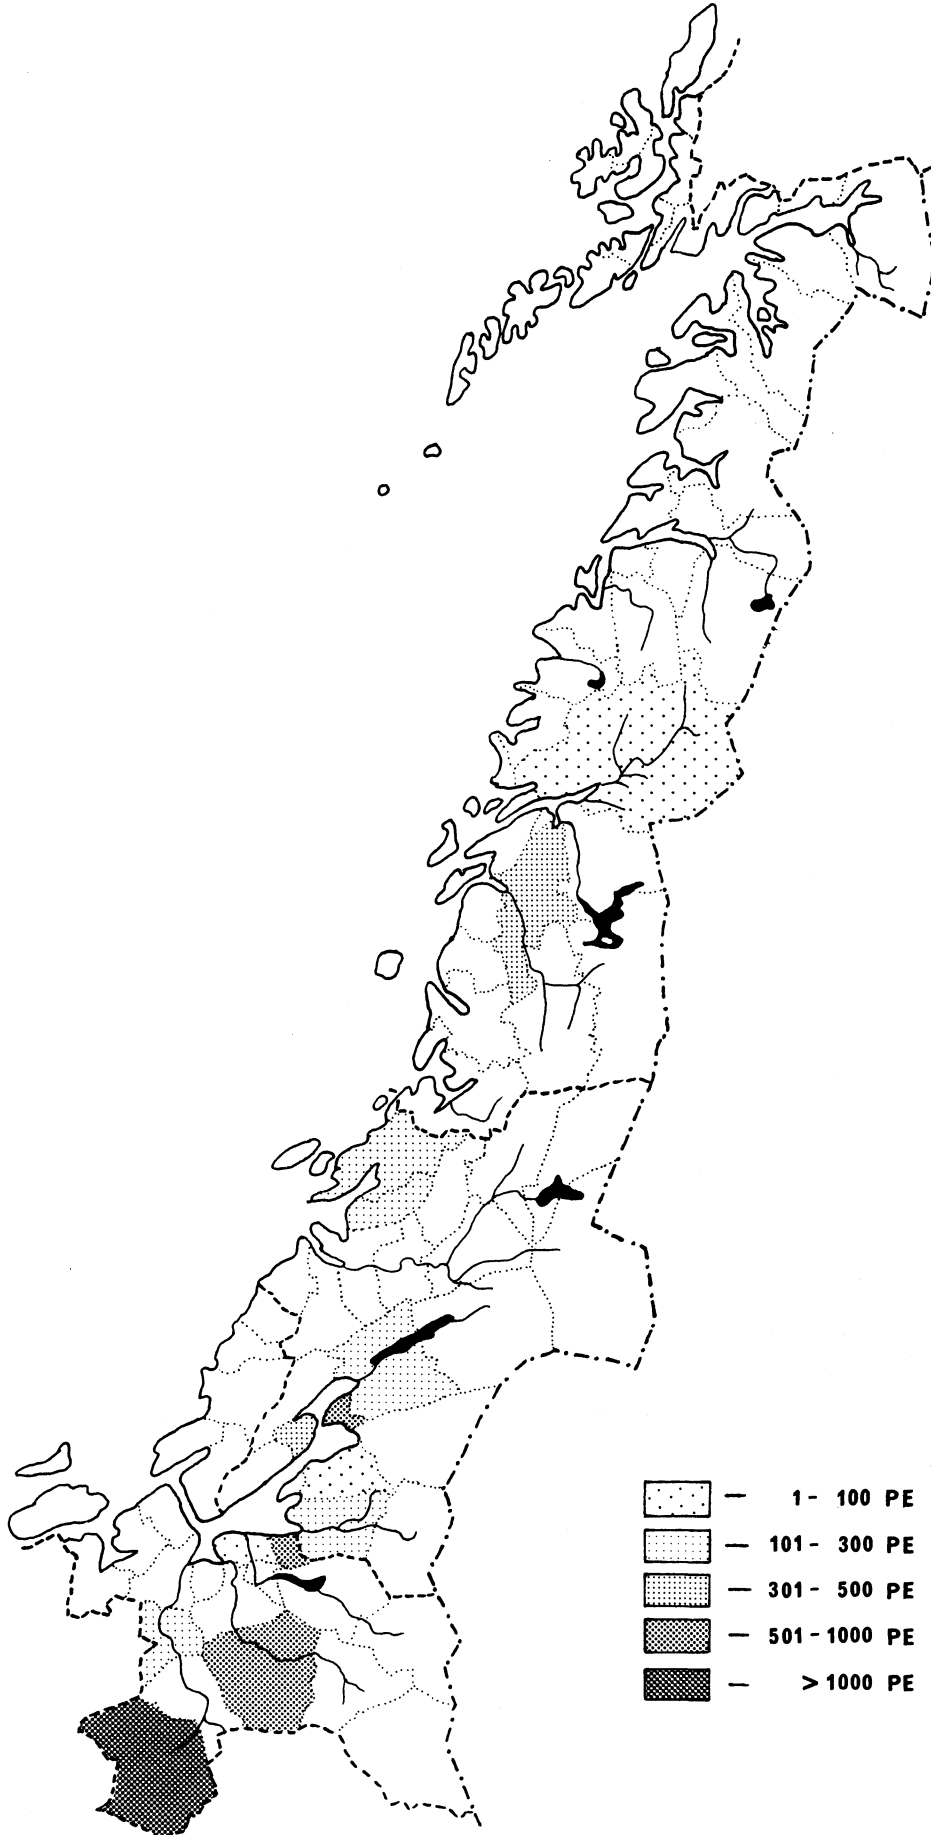 — 1 - 100 PE
— 101 - 300 PE
— 301 - 500 PE
— 501 - 1000 PE
— > 1000 PE